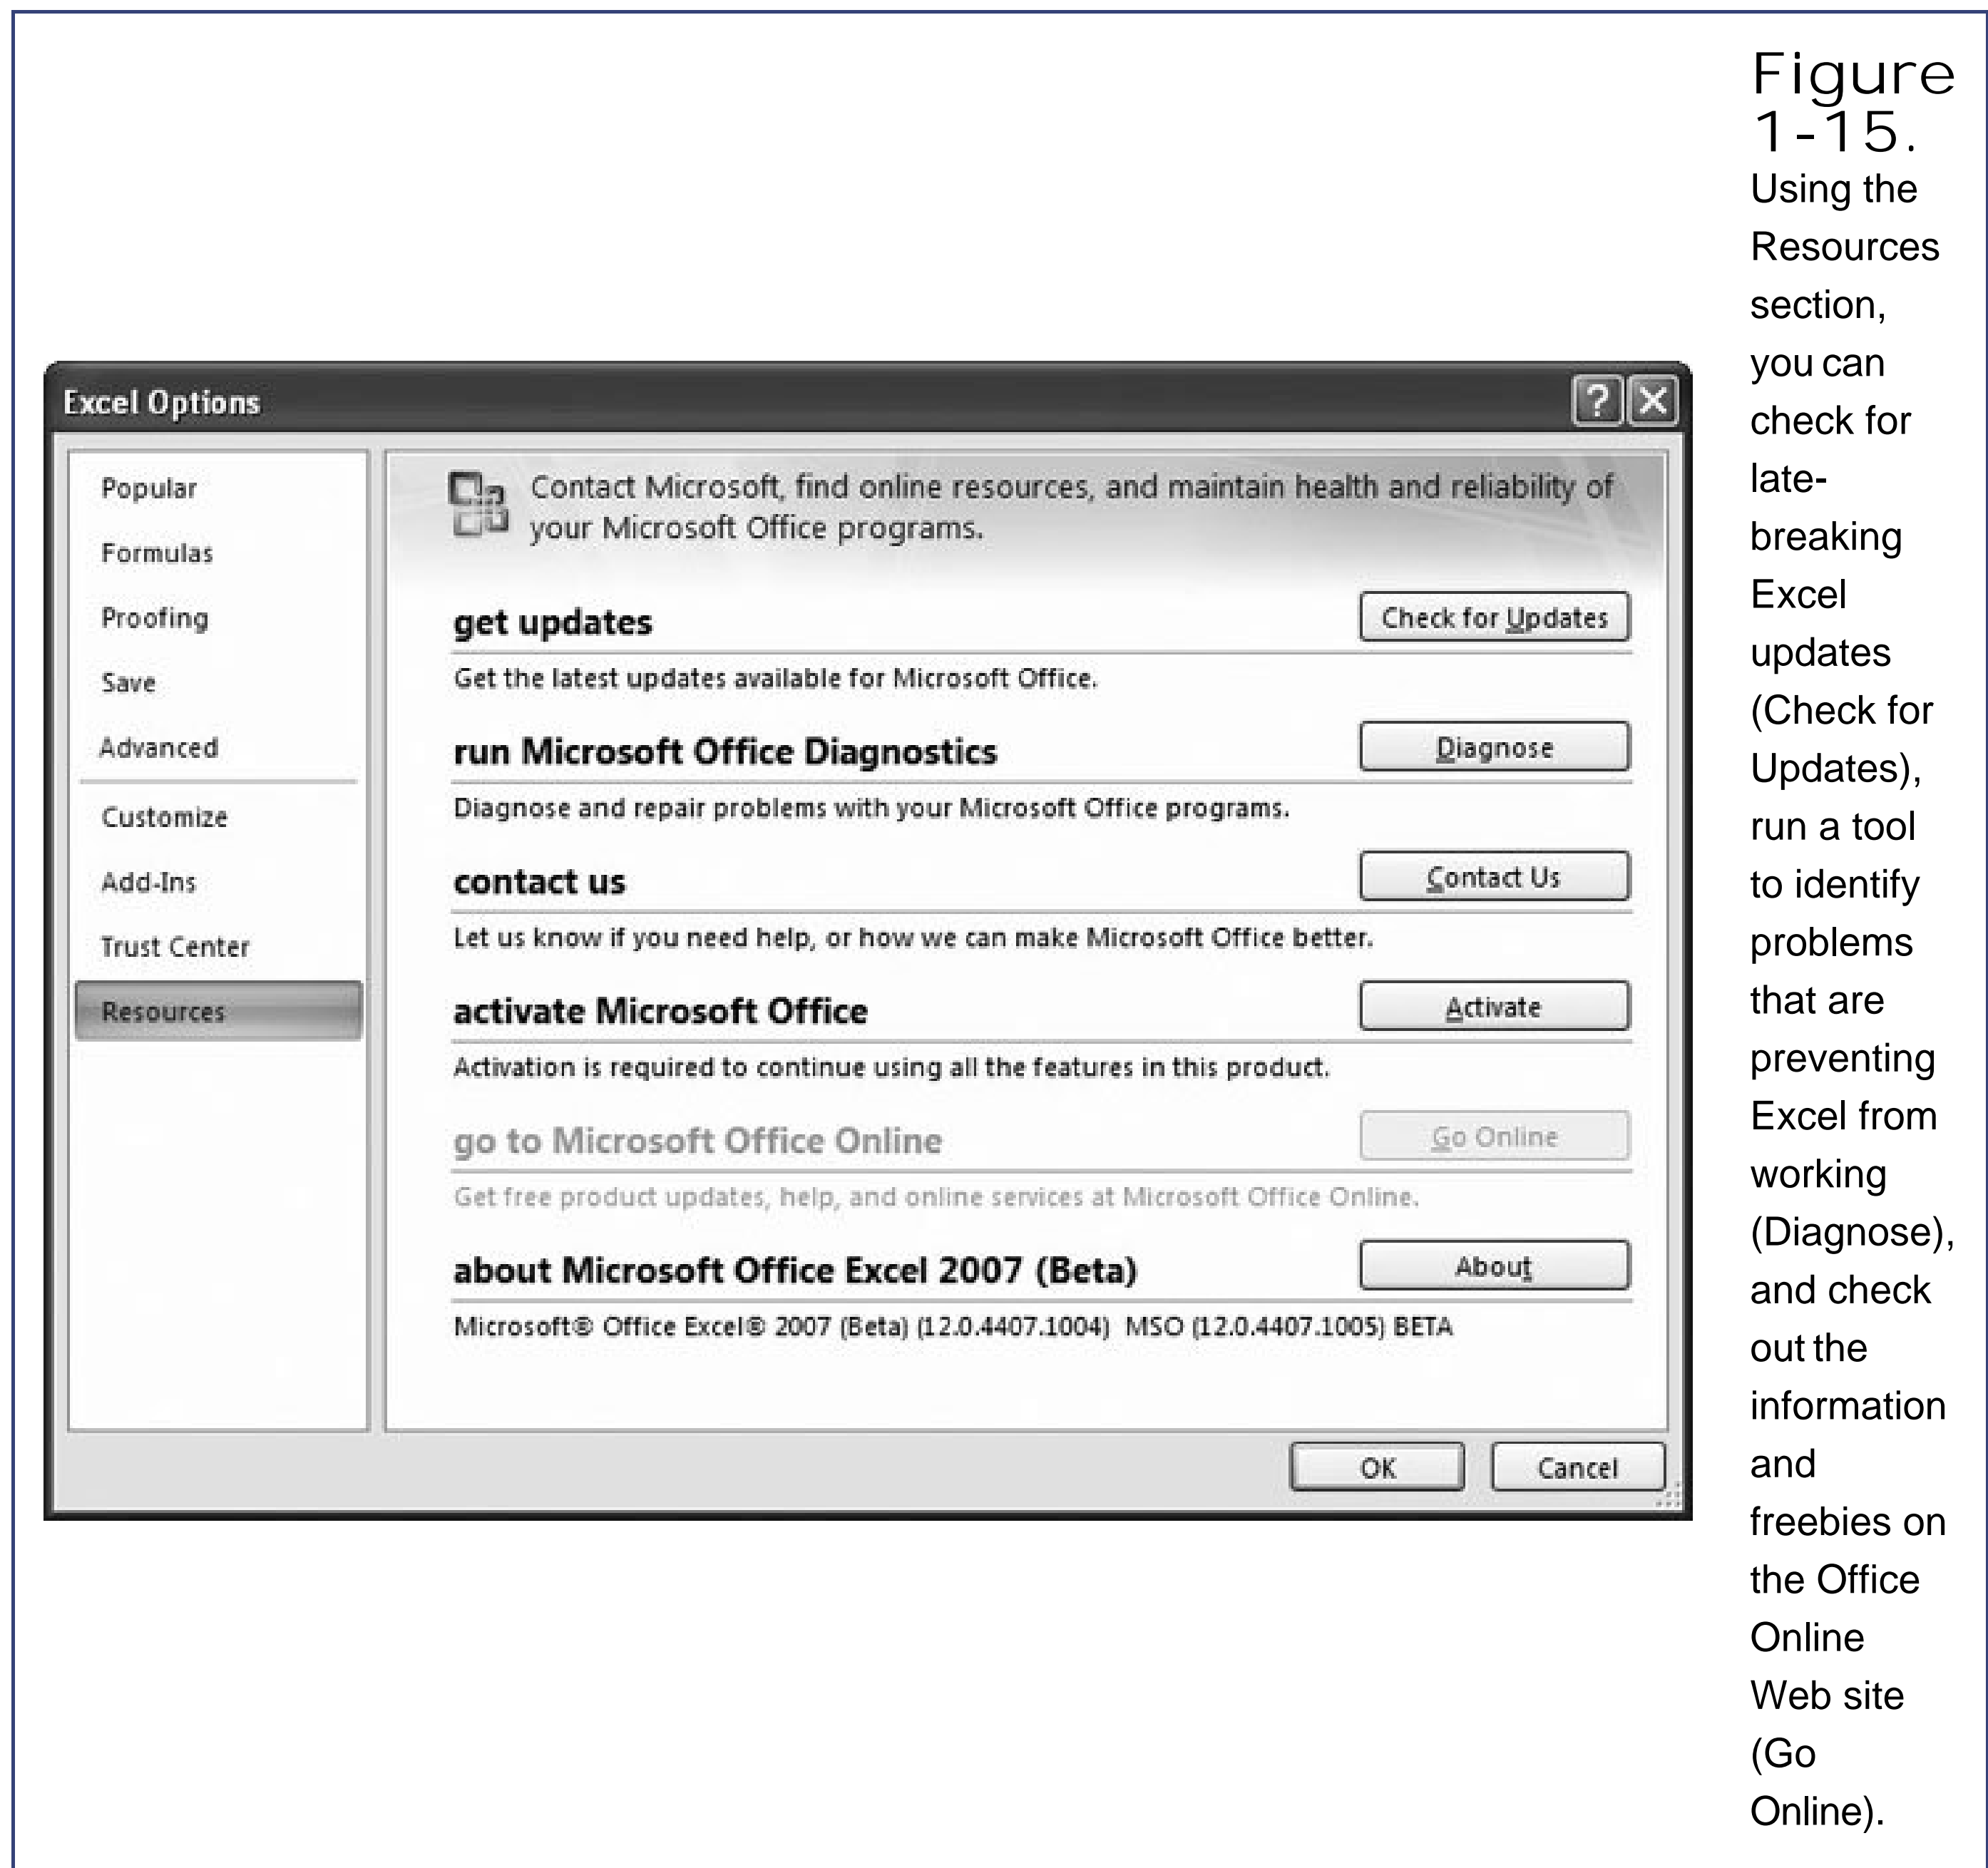 Excel Options
Popular
Formulas
Proofing
Save
Advanced
Customize
Add-Ins
Trust Center
Resources
Contact Microsoft, find online resources, and maintain health and reliability of
your Microsoft Office programs.
get updates
Check for Updates
Get the latest updates available for Microsoft Office.
run Microsoft Office Diagnostics
Diagnose
Diagnose and repair problems with your Microsoft Office programs.
contact us
Contact Us
Let us know if you need help, or how we can make Microsoft Office better.
activate Microsoft Office
Activate
Activation is required to continue using all the features in this product.
go to Microsoft Office Online
Go Online
Get free product updates, help, and online services at Microsoft Office Online.
about Microsoft Office Excel 2007 (Beta)
About
Microsoft® Office Excel® 2007 (Beta) (12.0.4407.1004) MSO (12.0.4407.1005) BETA
OK
Cancel
Figure
1-15.
Using the
Resources
section,
you can
check for
late-
breaking
Excel
updates
(Check for
Updates),
run a tool
to identify
problems
that are
preventing
Excel from
working
(Diagnose),
and check
out the
information
and
freebies on
the Office
Online
Web site
(Go
Online).